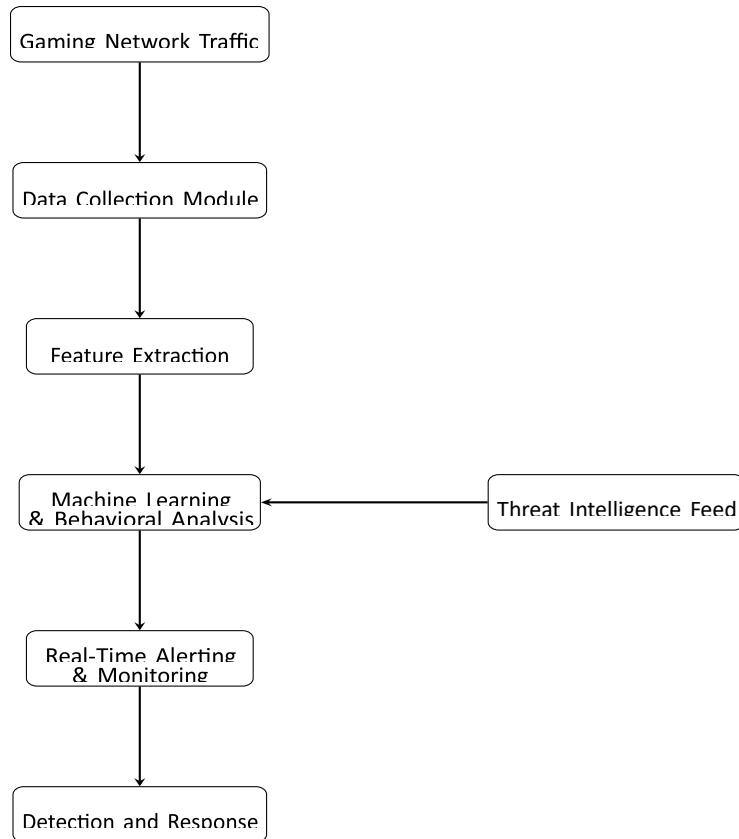 Gaming Network Traffic
Data Collection Module
Feature Extraction
Machine Learning
& Behavioral Analysis
Threat Intelligence Feed
Real-Time Alerting
& Monitoring
Detection and Response